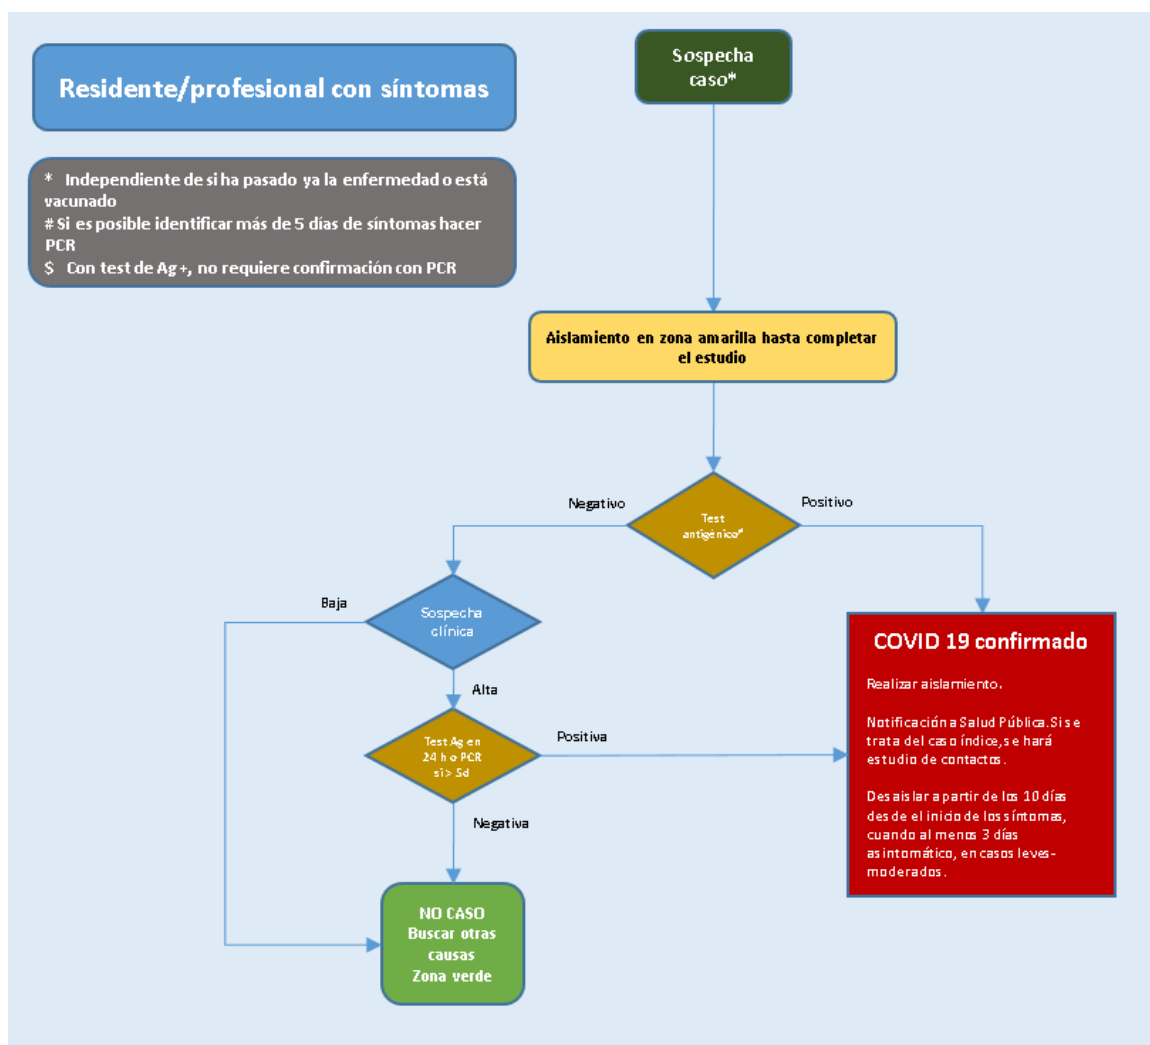 Residente/profesional con síntomas
Sospecha
caso*
* Independiente de si ha pasado ya la enfermedad o está
vacunado
# Si es posible identificar más de 5 días de síntomas hacer
PCR
$ Con test de Ag+, no requiere confirmación con PCR
Aislamiento en zona amarilla hasta completar
el estudio
Negativo
Positivo
Test
antigénico#
Baja
Sospecha
clínica
Alta
Test Ag en
24 h o PCR
si > 5d
Positiva
Negativa
COVID 19 confirmado
Realizar aislamiento.
Notificación a Salud Pública. Si se
trata del caso índice, se hará
estudio de contactos.
Desaislar a partir de los 10 días
desde el inicio de los síntomas,
cuando al menos 3 días
asintomático, en casos leves-
moderados.
NO CASO
Buscar otras
causas
Zona verde